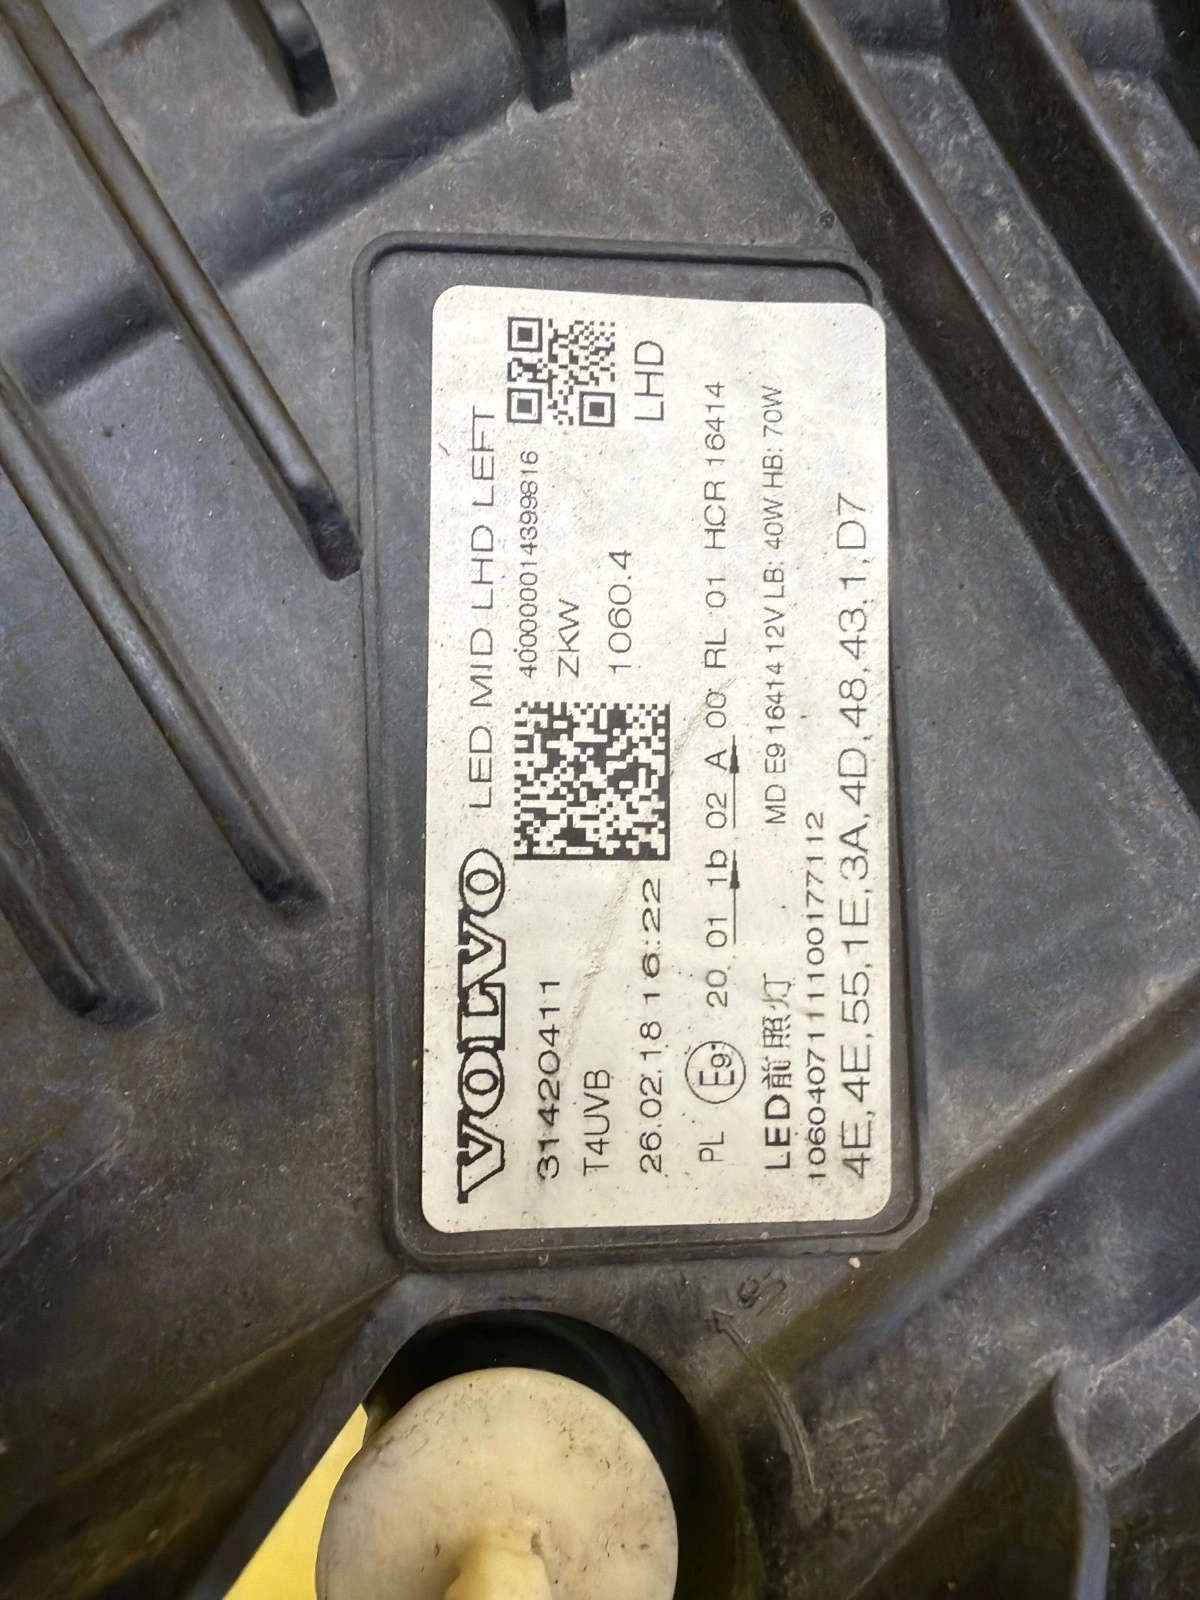 VOLVO LED MID LHD LEFT
31420411
400000014399816
T4UVB
ZKW
26.02.18 16:22
1060.4
LHD
PL E9 20 01 1b 02 A 00 RL 01 HCR 16414
LED前照灯 MD E9 16414 12V LB: 40W HB: 70W
10604071111100177112
4E,4E,55,1E,3A,4D,48,43,1,D7